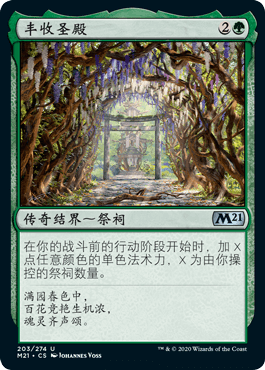 丰收圣殿 2
传奇结界～祭祠 M21
在你的战斗前的行动阶段开始时，加X
点任意颜色的单色法术力，X为由你操
控的祭祠数量。
满园春色中，
百花竞艳生机浓，
魂灵齐声颂。
203/274 U
M21 • CS JOHANNES VOSS
™ & © 2020 Wizards of the Coast